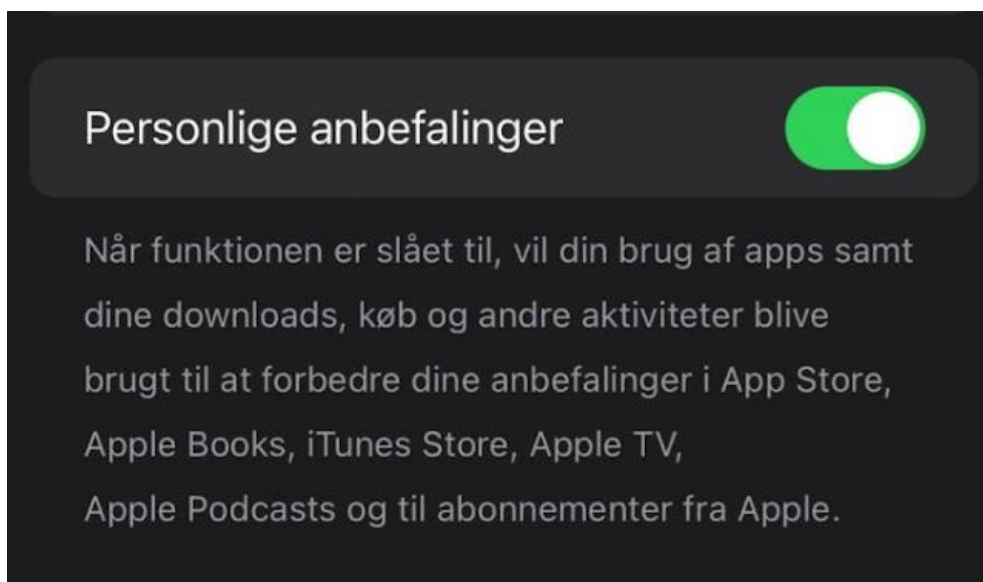 Personlige anbefalinger
Når funktionen er slået til, vil din brug af apps samt
dine downloads, køb og andre aktiviteter blive
brugt til at forbedre dine anbefalinger i App Store,
Apple Books, iTunes Store, Apple TV,
Apple Podcasts og til abonnementer fra Apple.